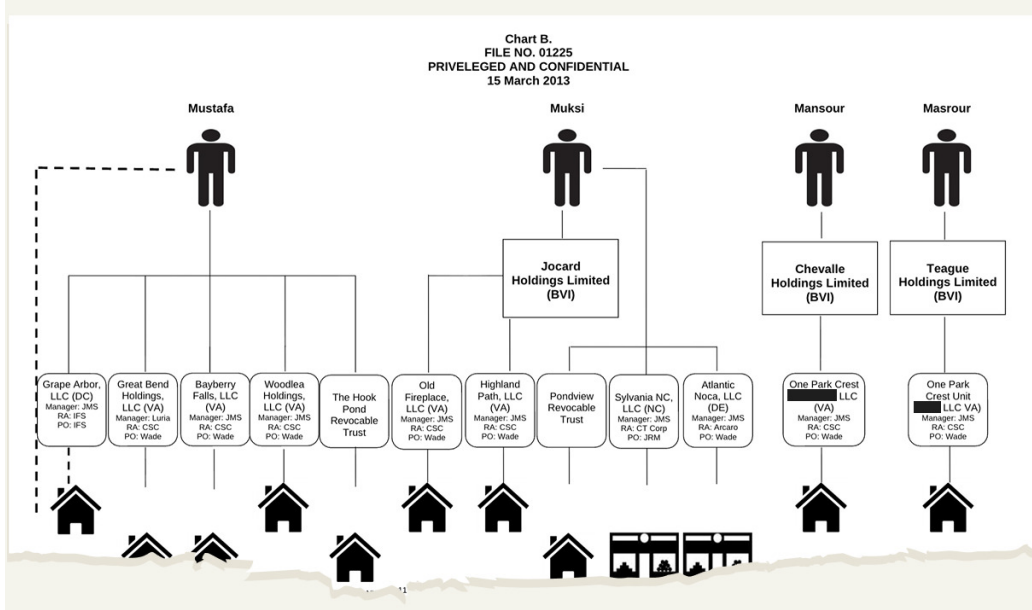 Chart B.
FILE NO. 01225
PRIVELEGED AND CONFIDENTIAL
15 March 2013
Mustafa
Muksi
Mansour
Masrour
Jocard
Holdings Limited
(BVI)
Chevalle
Holdings Limited
(BVI)
Teague
Holdings Limited
(BVI)
Grape Arbor,
LLC (DC)
Manager: JMS
RA: IFS
PO: IFS
Great Bend
Holdings,
LLC (VA)
Manager: Luria
RA: CSC
PO: Wade
Bayberry
Falls, LLC
(VA)
Manager: JMS
RA: CSC
PO: Wade
Woodlea
Holdings,
LLC (VA)
Manager: JMS
RA: CSC
PO: Wade
The Hook
Pond
Revocable
Trust
Old
Fireplace,
LLC (VA)
Manager: JMS
RA: CSC
PO: Wade
Highland
Path, LLC
(VA)
Manager: JMS
RA: CSC
PO: Wade
Pondview
Revocable
Trust
Sylvania NC,
LLC (NC)
Manager: JMS
RA: CT Corp
PO: JRM
Atlantic
Noca, LLC
(DE)
Manager: JMS
RA: Arcaro
PO: Wade
One Park Crest
LLC
(VA)
Manager: JMS
RA: CSC
PO: Wade
One Park
Crest Unit
LLC VA)
Manager: JMS
RA: CSC
PO: Wade